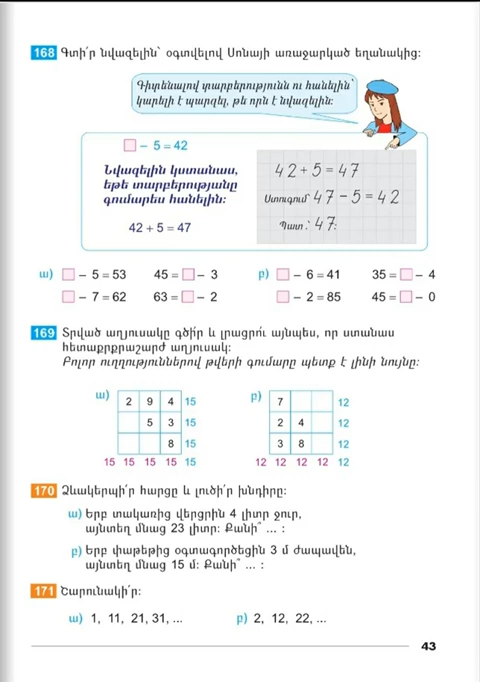 168 Գտի՛ր նվազելին՝ օգտվելով Սոնայի առաջարկած եղանակից։
Գիտենալով տարբերությունն ու հանելին՝
կարելի է պարզել, թե որն է նվազելին։
□ – 5 = 42
Նվազելին կստանաս,
եթե տարբերությանը
գումարես հանելին։
42 + 5 = 47
42 + 5 = 47
Ստուգում՝ 47 – 5 = 42
Պատ․՝ 47։
ա) □ – 5 = 53 45 = □ – 3 բ) □ – 6 = 41 35 = □ – 4
□ – 7 = 62 63 = □ – 2 □ – 2 = 85 45 = □ – 0
169 Տրված աղյուսակը գծի՛ր և լրացրո՛ւ այնպես, որ ստանաս
հետաքրքրաշարժ աղյուսակ։
Բոլոր ուղղություններով թվերի գումարը պետք է լինի նույնը։
ա) 2 9 4 15 բ) 7 12
5 3 15 2 4 12
8 15 3 8 12
15 15 15 15 15 12 12 12 12 12
170 Ձևակերպի՛ր հարցը և լուծի՛ր խնդիրը։
ա) Երբ տակառից վերցրին 4 լիտր ջուր,
այնտեղ մնաց 23 լիտր։ Քանի՞ ... ։
բ) Երբ փաթեթից օգտագործեցին 3 մ ժապավեն,
այնտեղ մնաց 15 մ։ Քանի՞ ... ։
171 Շարունակի՛ր։
ա) 1, 11, 21, 31, ... բ) 2, 12, 22, ...
43